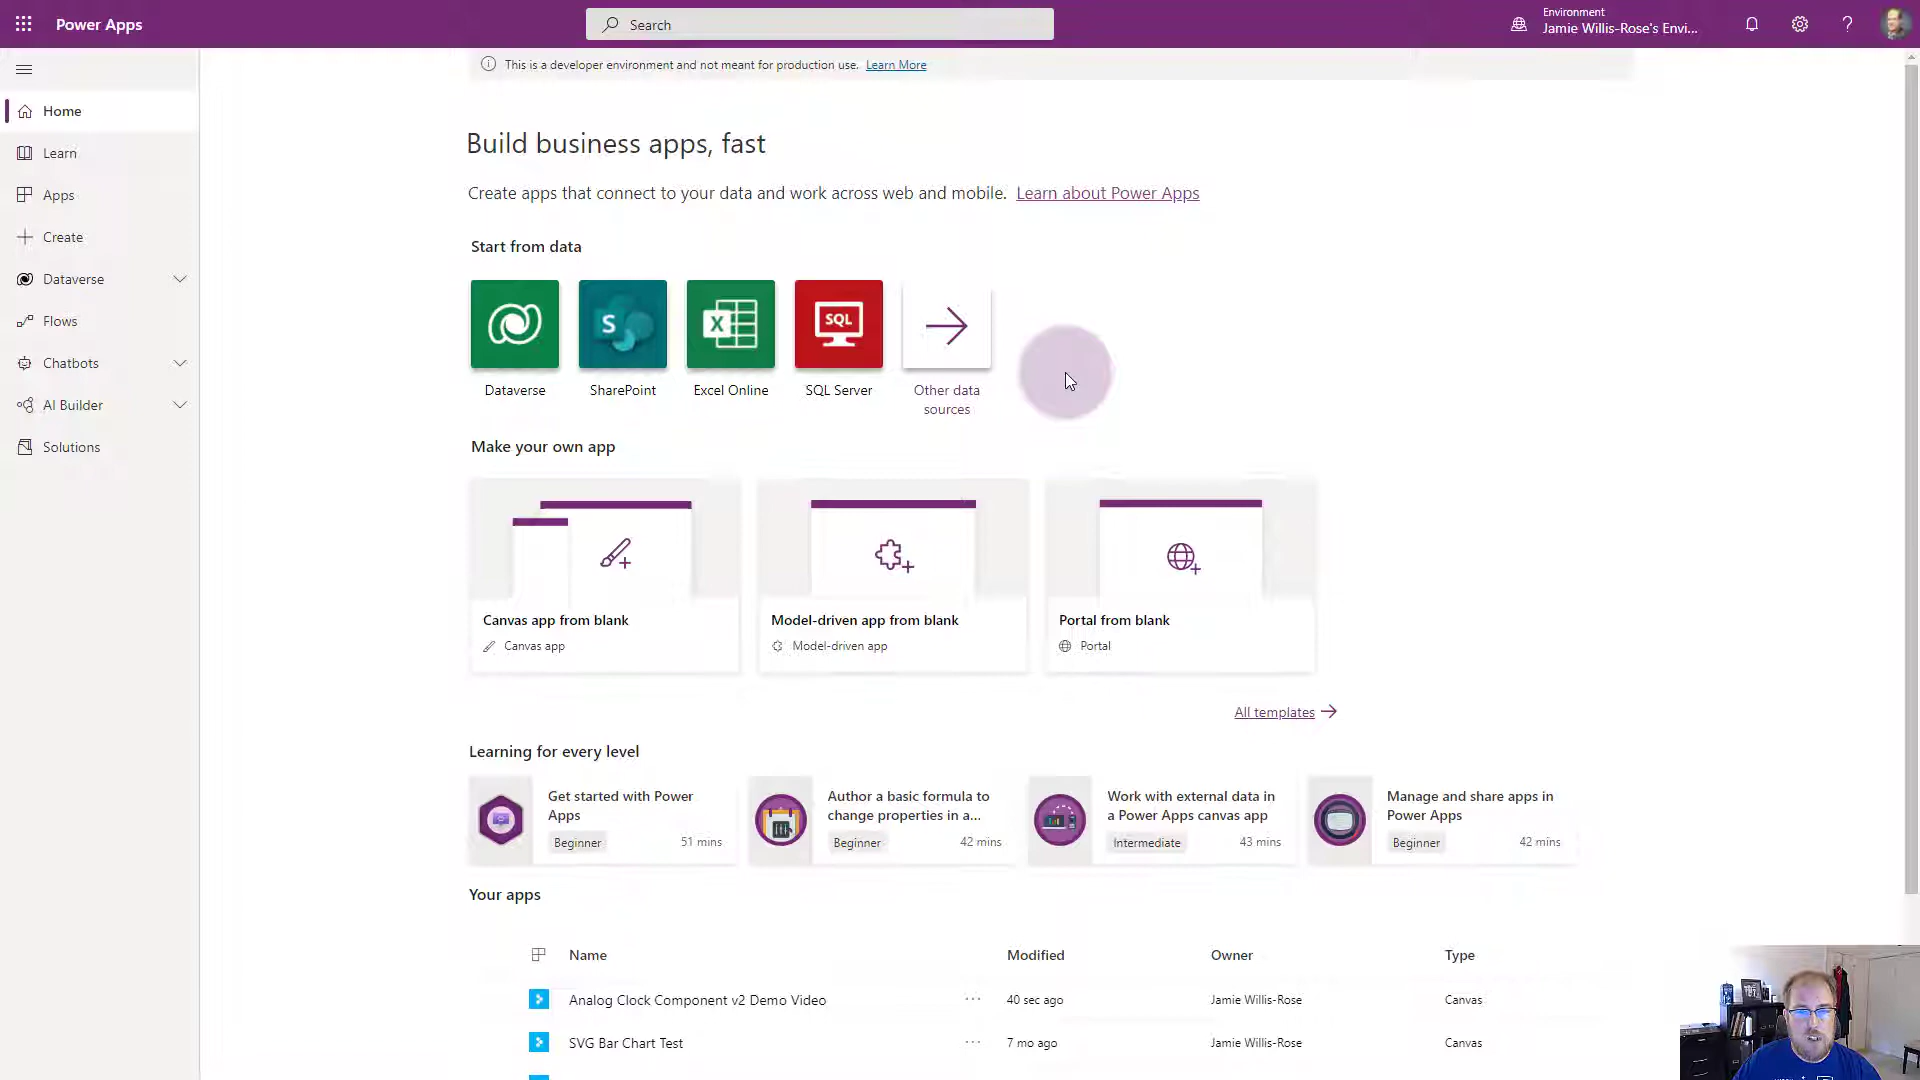 Power Apps
Search
Environment
Jamie Willis-Rose's Envi...
?
This is a developer environment and not meant for production use. Learn More
Home
Learn
Apps
Create
Dataverse
Flows
Chatbots
AI Builder
Solutions
Build business apps, fast
Create apps that connect to your data and work across web and mobile. Learn about Power Apps
Start from data
S
X
SQL
Dataverse
SharePoint
Excel Online
SQL Server
Other data
sources
Make your own app
Canvas app from blank
Canvas app
Model-driven app from blank
Model-driven app
Portal from blank
Portal
All templates
Learning for every level
Get started with Power
Apps
Beginner
51 mins
Author a basic formula to
change properties in a...
Beginner
42 mins
Work with external data in
a Power Apps canvas app
Intermediate
43 mins
Manage and share apps in
Power Apps
Beginner
42 mins
Your apps
Name Modified Owner Type
Analog Clock Component v2 Demo Video ... 40 sec ago Jamie Willis-Rose Canvas
SVG Bar Chart Test ... 7 mo ago Jamie Willis-Rose Canvas